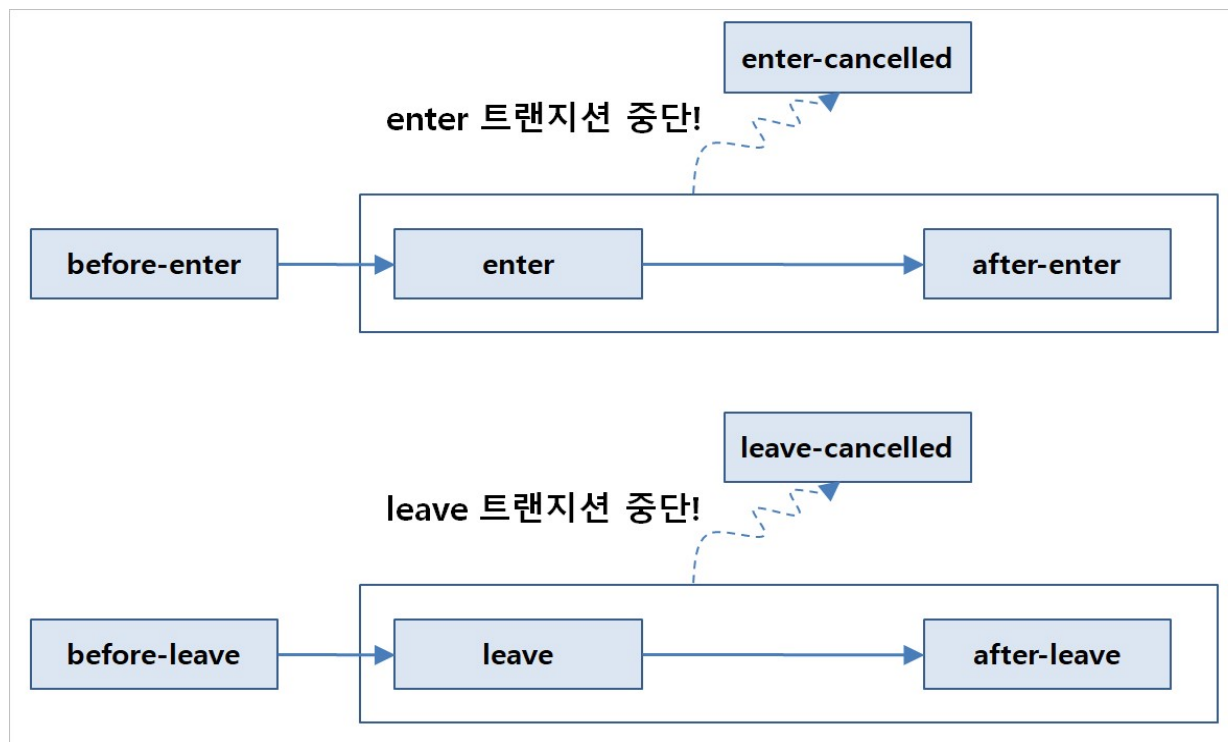 enter-cancelled
enter 트랜지션 중단!
before-enter
enter
after-enter
leave-cancelled
leave 트랜지션 중단!
before-leave
leave
after-leave